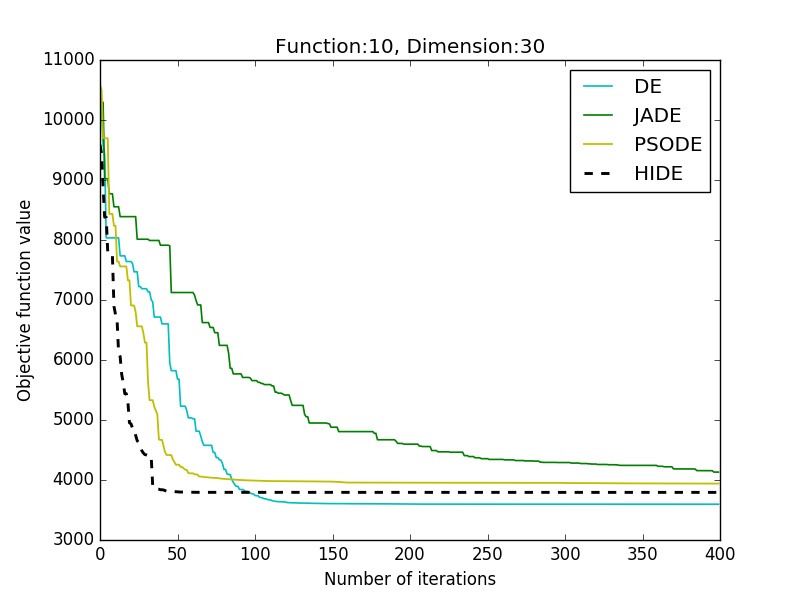 Function:10, Dimension:30
11000
10000
9000
8000
7000
6000
5000
4000
3000
Objective function value
DE
JADE
PSODE
HIDE
0 50 100 150 200 250 300 350 400
Number of iterations